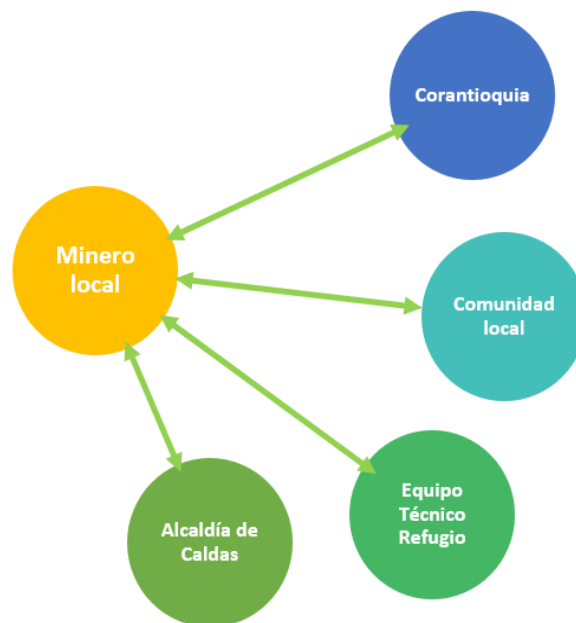 Corantioquia
Minero
local
Comunidad
local
Equipo
Técnico
Refugio
Alcaldía de
Caldas